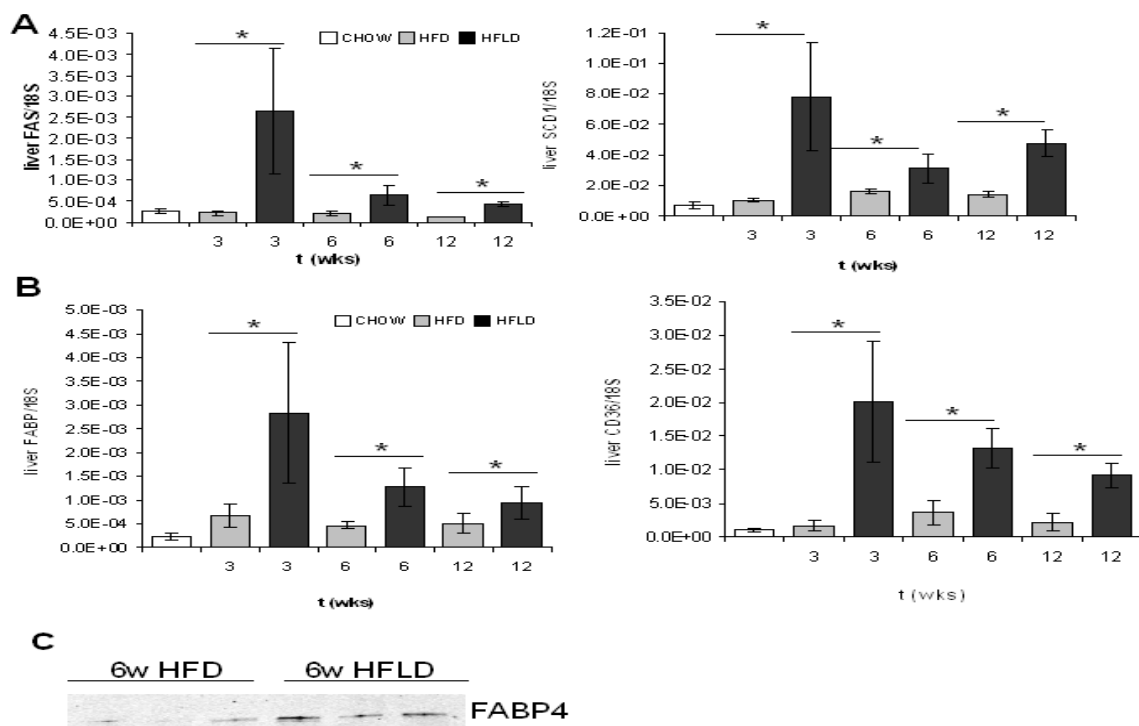 A
4.5E-03
4.0E-03
3.5E-03
3.0E-03
2.5E-03
2.0E-03
1.5E-03
1.0E-03
5.0E-04
0.0E+00
liver FAS/18S
CHOW HFD HFLD
* * *
3 3 6 6 12 12
t (wks)
1.2E-01
1.0E-01
8.0E-02
6.0E-02
4.0E-02
2.0E-02
0.0E+00
liver SCD1/18S
* * *
3 3 6 6 12 12
t (wks)
B
5.0E-03
4.5E-03
4.0E-03
3.5E-03
3.0E-03
2.5E-03
2.0E-03
1.5E-03
1.0E-03
5.0E-04
0.0E+00
liver FABP/18S
CHOW HFD HFLD
* * *
3 3 6 6 12 12
t (wks)
3.5E-02
3.0E-02
2.5E-02
2.0E-02
1.5E-02
1.0E-02
5.0E-03
0.0E+00
liver CD36/18S
* * *
3 3 6 6 12 12
t (wks)
C
6w HFD 6w HFLD
FABP4